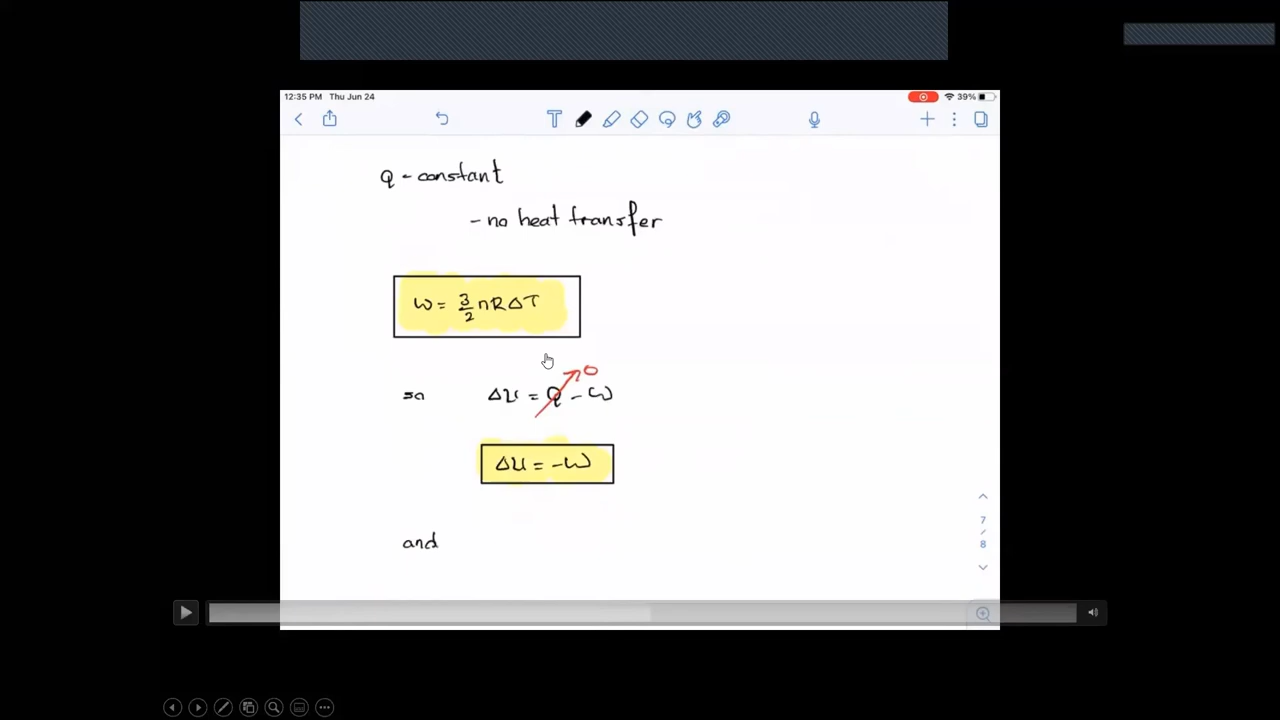 12:35 PM Thu Jun 24
39%
Q - constant
- no heat transfer
W = 3/2 nRΔT
so ΔU = Q - W
0
ΔU = -W
and
7
/
8